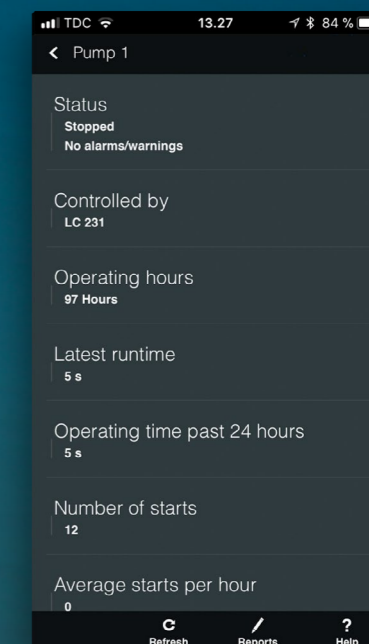 TDC 13.27 84 %
Pump 1
Status
Stopped
No alarms/warnings
Controlled by
LC 231
Operating hours
97 Hours
Latest runtime
5 s
Operating time past 24 hours
5 s
Number of starts
12
Average starts per hour
0
Refresh Reports Help